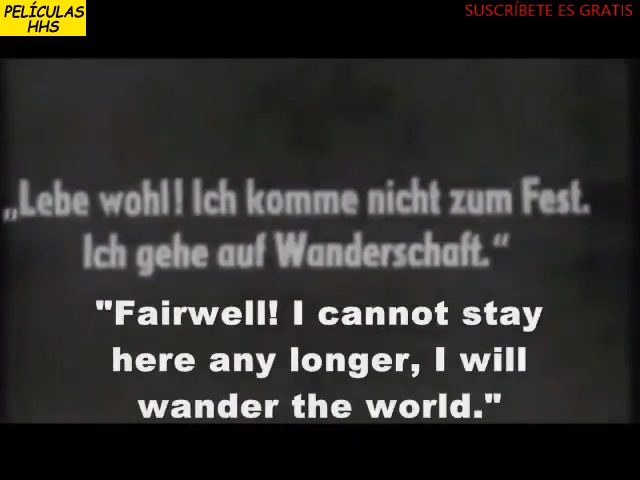 PELÍCULAS
HHS
SUSCRÍBETE ES GRATIS
„Lebe wohl! Ich komme nicht zum Fest.
Ich gehe auf Wanderschaft.“
"Fairwell! I cannot stay
here any longer, I will
wander the world."